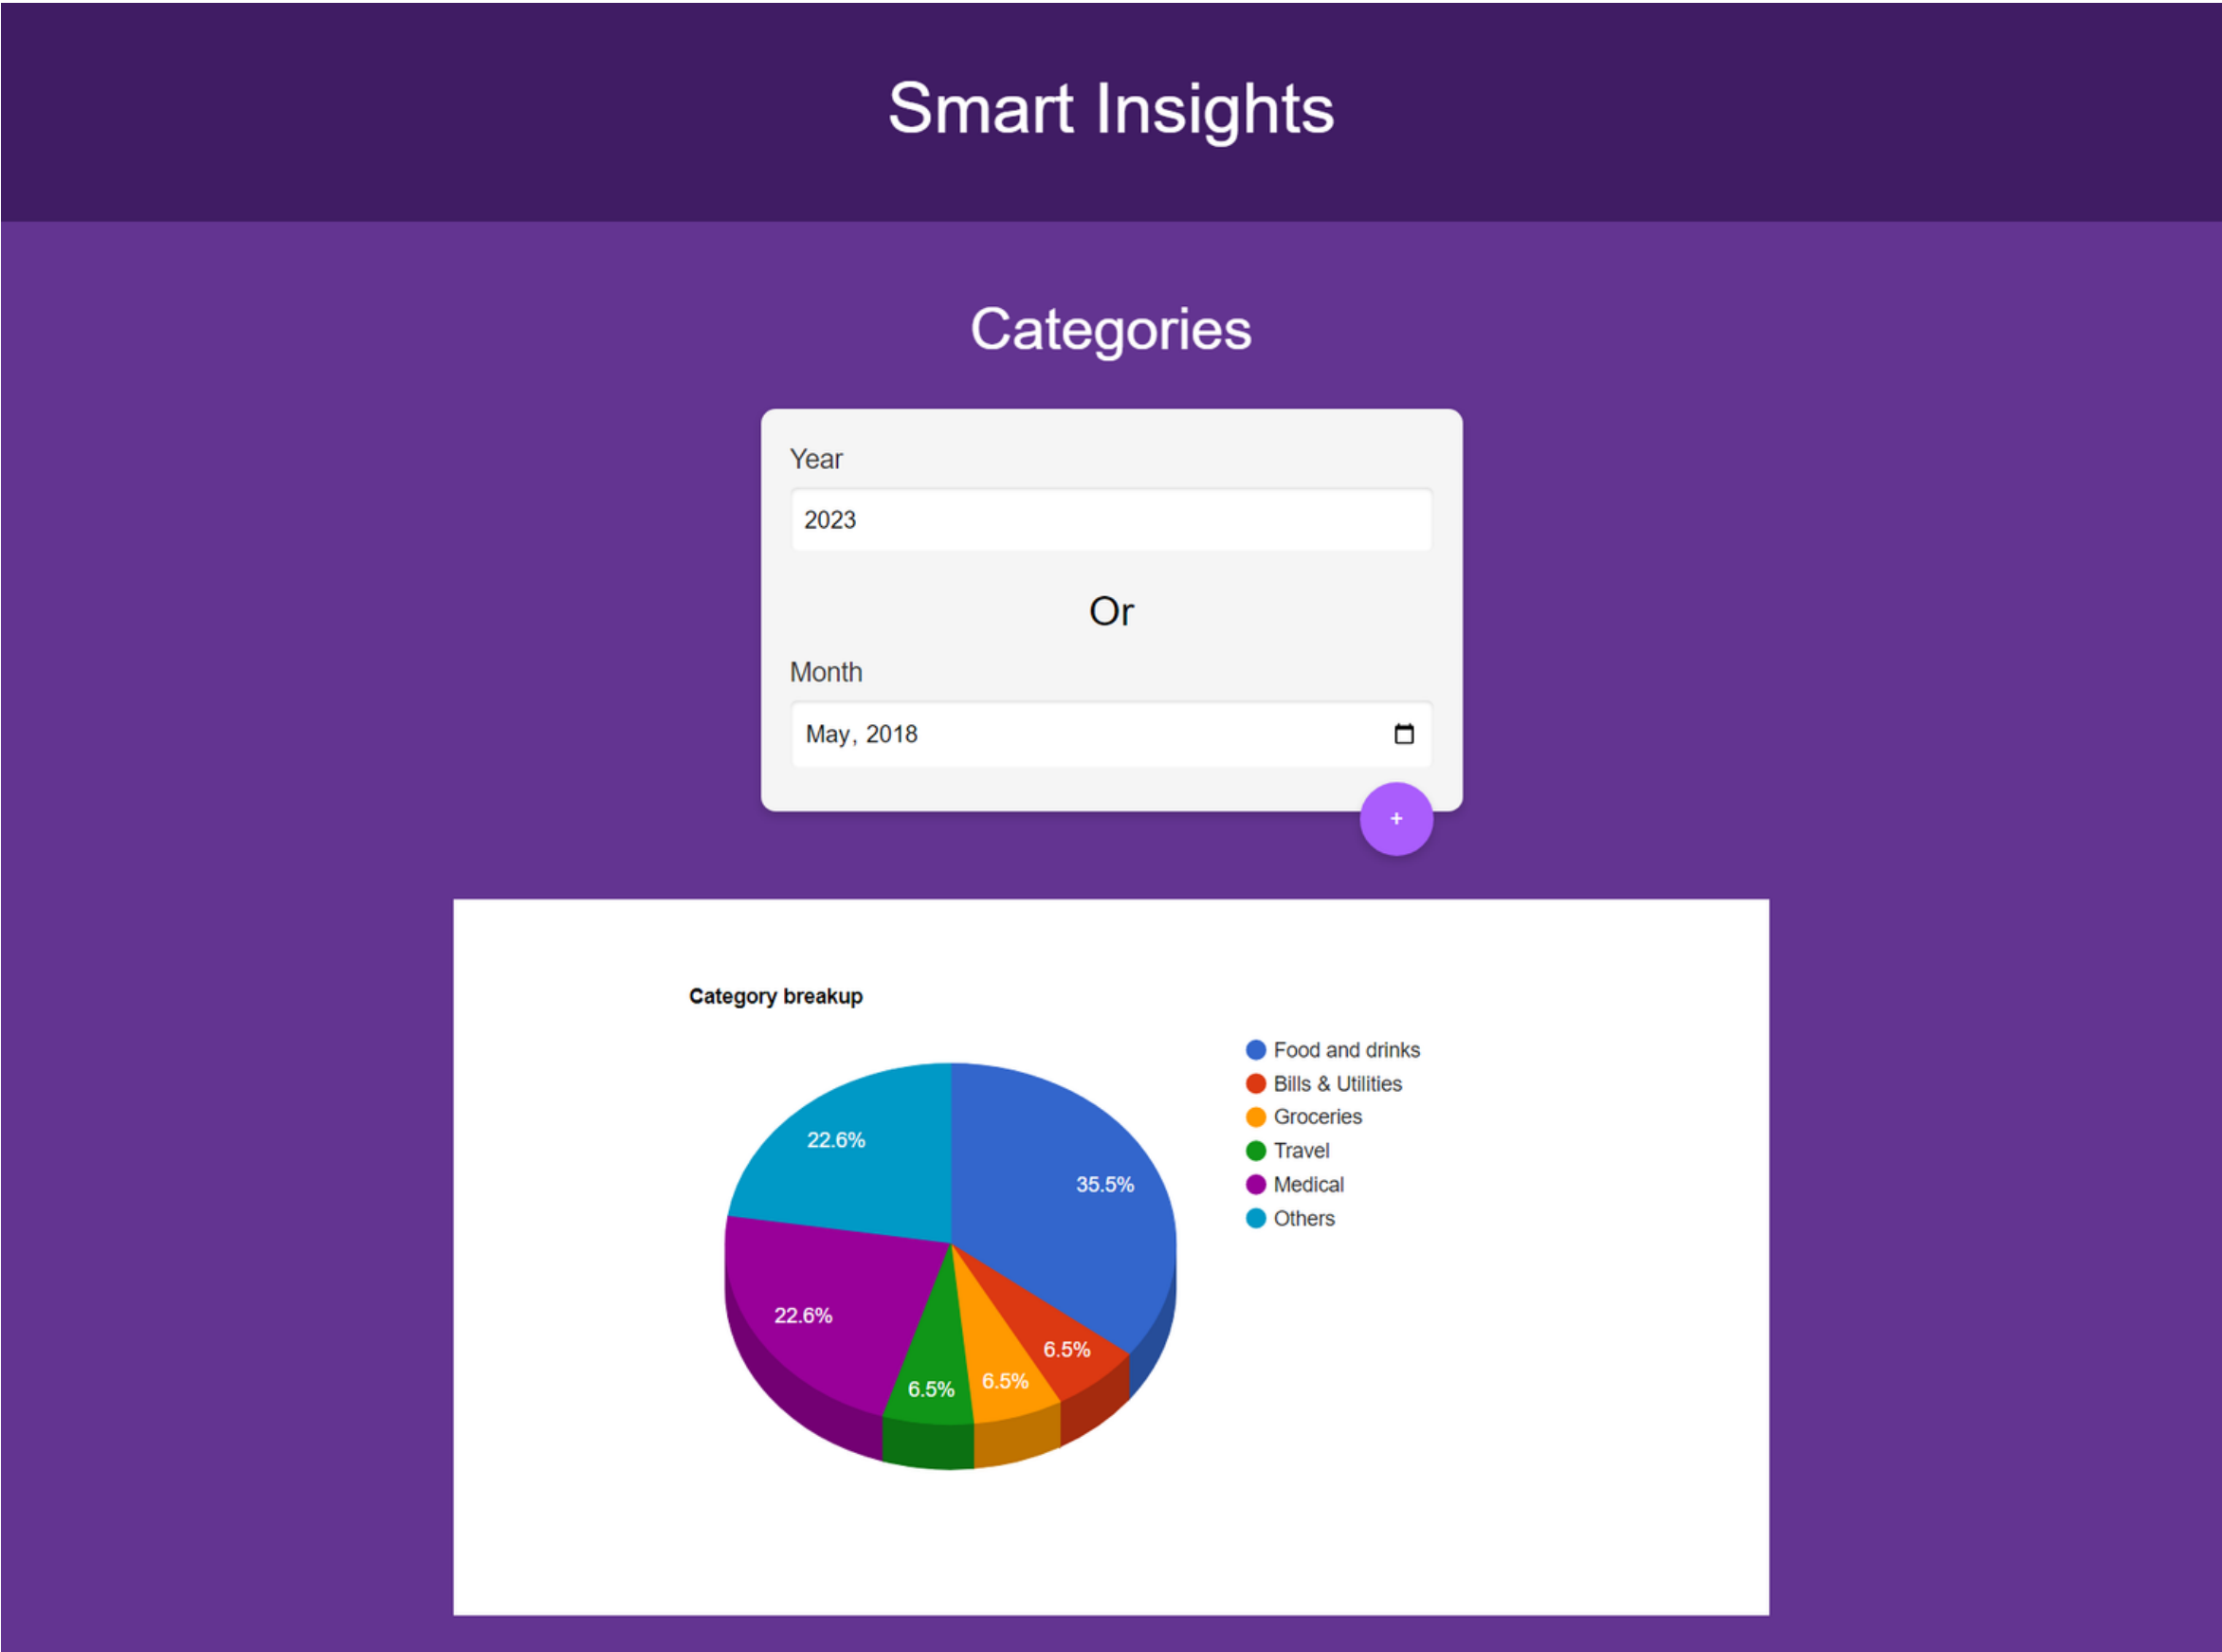 Smart Insights
Categories
Year
2023
Or
Month
May, 2018
+
Category breakup
Food and drinks
Bills & Utilities
Groceries
Travel
Medical
Others
22.6%
35.5%
22.6%
6.5%
6.5%
6.5%